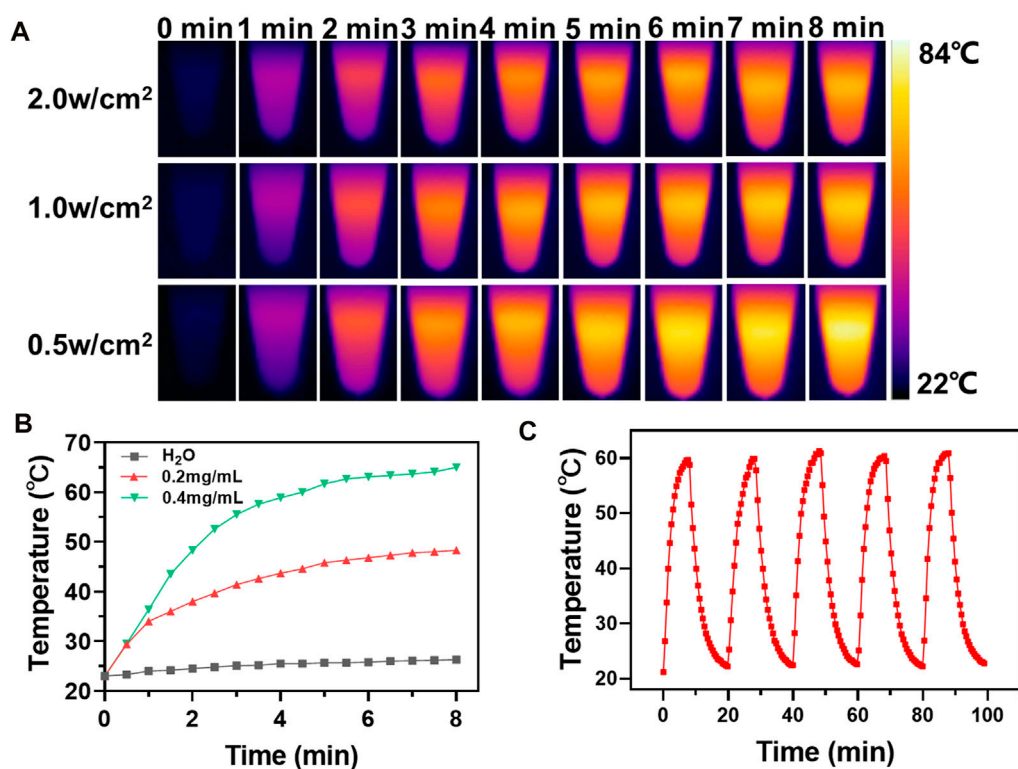 A
0 min 1 min 2 min 3 min 4 min 5 min 6 min 7 min 8 min
2.0w/cm²
1.0w/cm²
0.5w/cm²
84℃
22℃
B
70
60
50
40
30
20
0 2 4 6 8
Temperature (℃)
Time (min)
H₂O
0.2mg/mL
0.4mg/mL
C
60
50
40
30
20
0 20 40 60 80 100
Temperature (℃)
Time (min)